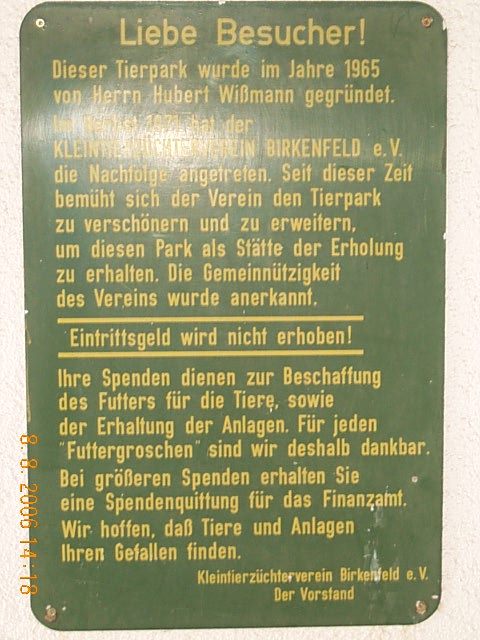 Liebe Besucher!
Dieser Tierpark wurde im Jahre 1965
von Herrn Hubert Wißmann gegründet.
Im Herbst 1971 hat der
KLEINTIERZÜCHTERVEREIN BIRKENFELD e.V.
die Nachfolge angetreten. Seit dieser Zeit
bemüht sich der Verein den Tierpark
zu verschönern und zu erweitern,
um diesen Park als Stätte der Erholung
zu erhalten. Die Gemeinnützigkeit
des Vereins wurde anerkannt.
Eintrittsgeld wird nicht erhoben!
Ihre Spenden dienen zur Beschaffung
des Futters für die Tiere, sowie
der Erhaltung der Anlagen. Für jeden
"Futtergroschen" sind wir deshalb dankbar.
Bei größeren Spenden erhalten Sie
eine Spendenquittung für das Finanzamt.
Wir hoffen, daß Tiere und Anlagen
Ihren Gefallen finden.
Kleintierzüchterverein Birkenfeld e.V.
Der Vorstand
8. 8. 2006 14:18